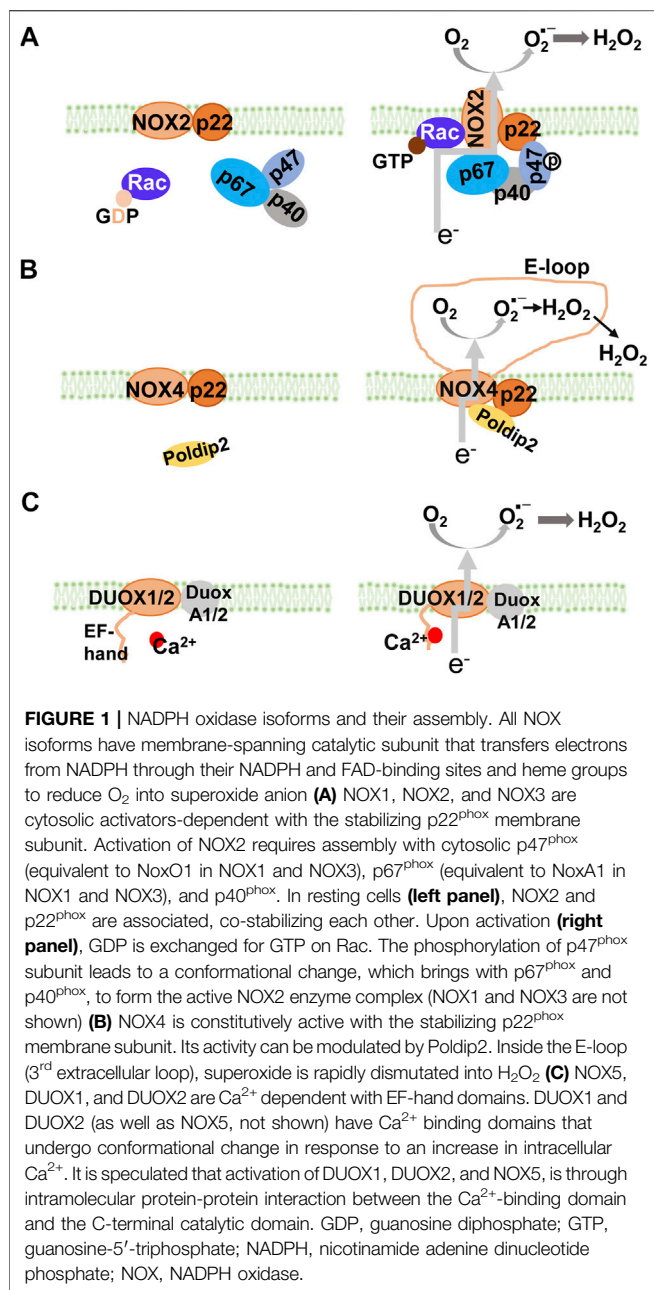 A
O₂ O₂•⁻ H₂O₂
NOX2 p22
NOX2
Rac
p22
GTP
Rac
p67
p47
p40
p67
p47
P
p40
GDP
e⁻
B
E-loop
O₂ O₂•⁻ H₂O₂
H₂O₂
NOX4 p22
NOX4 p22
Poldip2
Poldip2
e⁻
C
O₂ O₂•⁻ H₂O₂
DUOX1/2
Duox
A1/2
DUOX1/2
Duox
A1/2
EF-
hand
Ca²⁺
Ca²⁺
e⁻
FIGURE 1 | NADPH oxidase isoforms and their assembly. All NOX
isoforms have membrane-spanning catalytic subunit that transfers electrons
from NADPH through their NADPH and FAD-binding sites and heme groups
to reduce O₂ into superoxide anion (A) NOX1, NOX2, and NOX3 are
cytosolic activators-dependent with the stabilizing p22ᵖʰᵒˣ membrane
subunit. Activation of NOX2 requires assembly with cytosolic p47ᵖʰᵒˣ
(equivalent to NoxO1 in NOX1 and NOX3), p67ᵖʰᵒˣ (equivalent to NoxA1 in
NOX1 and NOX3), and p40ᵖʰᵒˣ. In resting cells (left panel), NOX2 and
p22ᵖʰᵒˣ are associated, co-stabilizing each other. Upon activation (right
panel), GDP is exchanged for GTP on Rac. The phosphorylation of p47ᵖʰᵒˣ
subunit leads to a conformational change, which brings with p67ᵖʰᵒˣ and
p40ᵖʰᵒˣ, to form the active NOX2 enzyme complex (NOX1 and NOX3 are not
shown) (B) NOX4 is constitutively active with the stabilizing p22ᵖʰᵒˣ
membrane subunit. Its activity can be modulated by Poldip2. Inside the E-loop
(3ʳᵈ extracellular loop), superoxide is rapidly dismutated into H₂O₂ (C) NOX5,
DUOX1, and DUOX2 are Ca²⁺ dependent with EF-hand domains. DUOX1 and
DUOX2 (as well as NOX5, not shown) have Ca²⁺ binding domains that
undergo conformational change in response to an increase in intracellular
Ca²⁺. It is speculated that activation of DUOX1, DUOX2, and NOX5, is through
intramolecular protein-protein interaction between the Ca²⁺-binding domain
and the C-terminal catalytic domain. GDP, guanosine diphosphate; GTP,
guanosine-5′-triphosphate; NADPH, nicotinamide adenine dinucleotide
phosphate; NOX, NADPH oxidase.